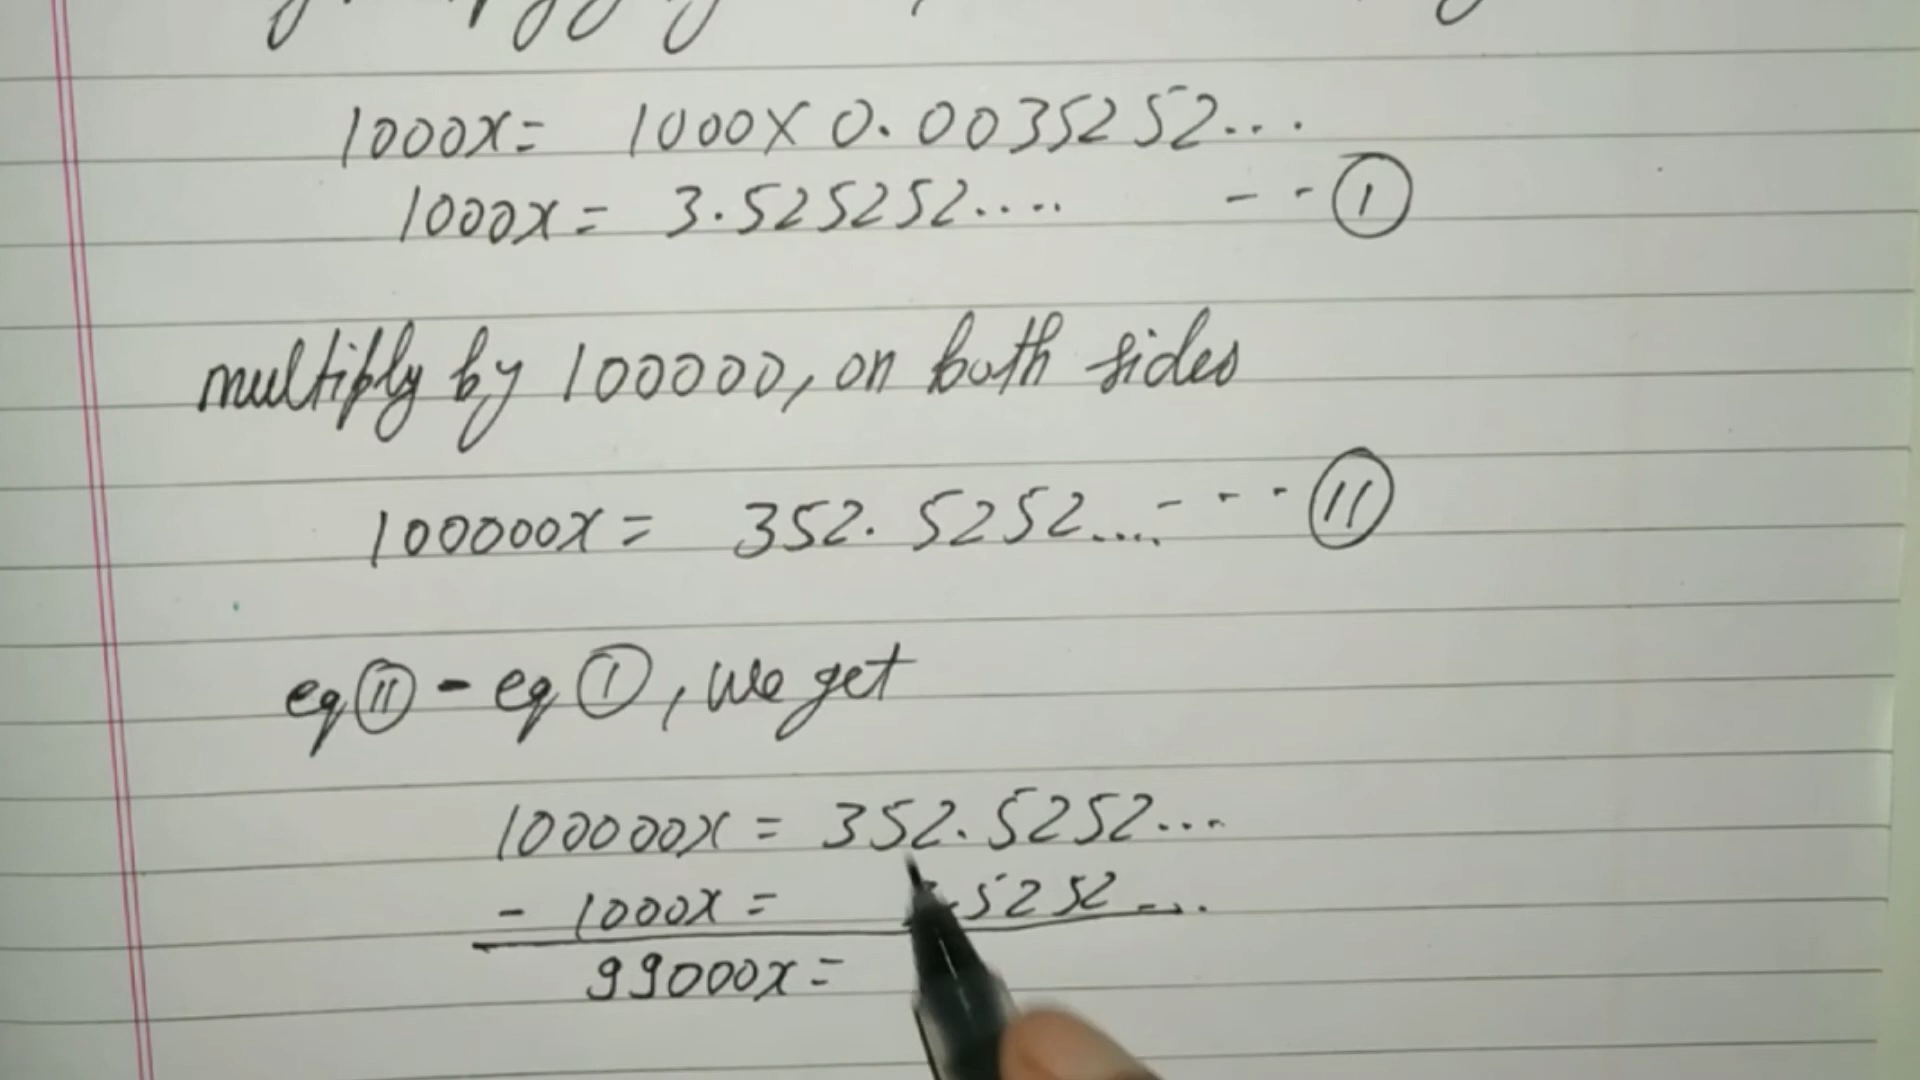 1000x = 1000 x 0.0035252...
1000x = 3.525252.... - - (1)
multiply by 100000, on both sides
100000x = 352.5252.... - - - (11)
eq (11) - eq (1), we get
100000x = 352.5252...
- 1000x = .5252....
99000x =